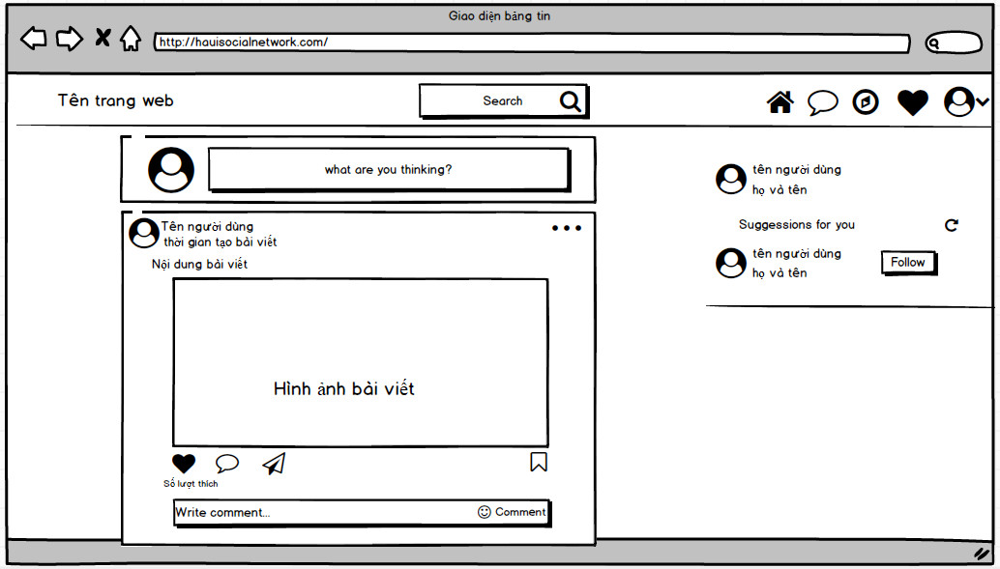 Giao diện bảng tin
http://hauisocialnetwork.com/
Tên trang web
Search
what are you thinking?
Tên người dùng
thời gian tạo bài viết
Nội dung bài viết
Hình ảnh bài viết
Số lượt thích
Write comment...
Comment
tên người dùng
họ và tên
Suggessions for you
tên người dùng
họ và tên
Follow